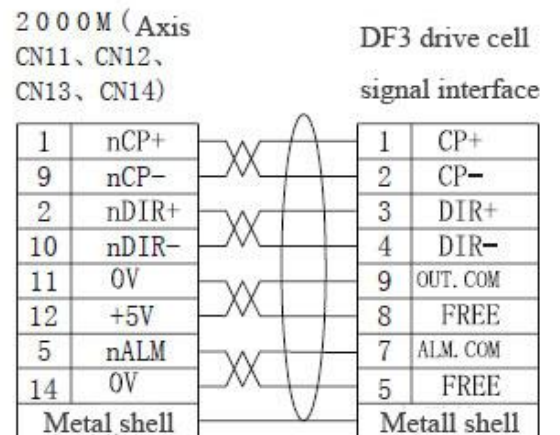 2000M(Axis
CN11、CN12、
CN13、CN14)
DF3 drive cell
signal interface
1 nCP+ 1 CP+
9 nCP- 2 CP-
2 nDIR+ 3 DIR+
10 nDIR- 4 DIR-
11 0V 9 OUT.COM
12 +5V 8 FREE
5 nALM 7 ALM.COM
14 0V 5 FREE
Metal shell Metall shell